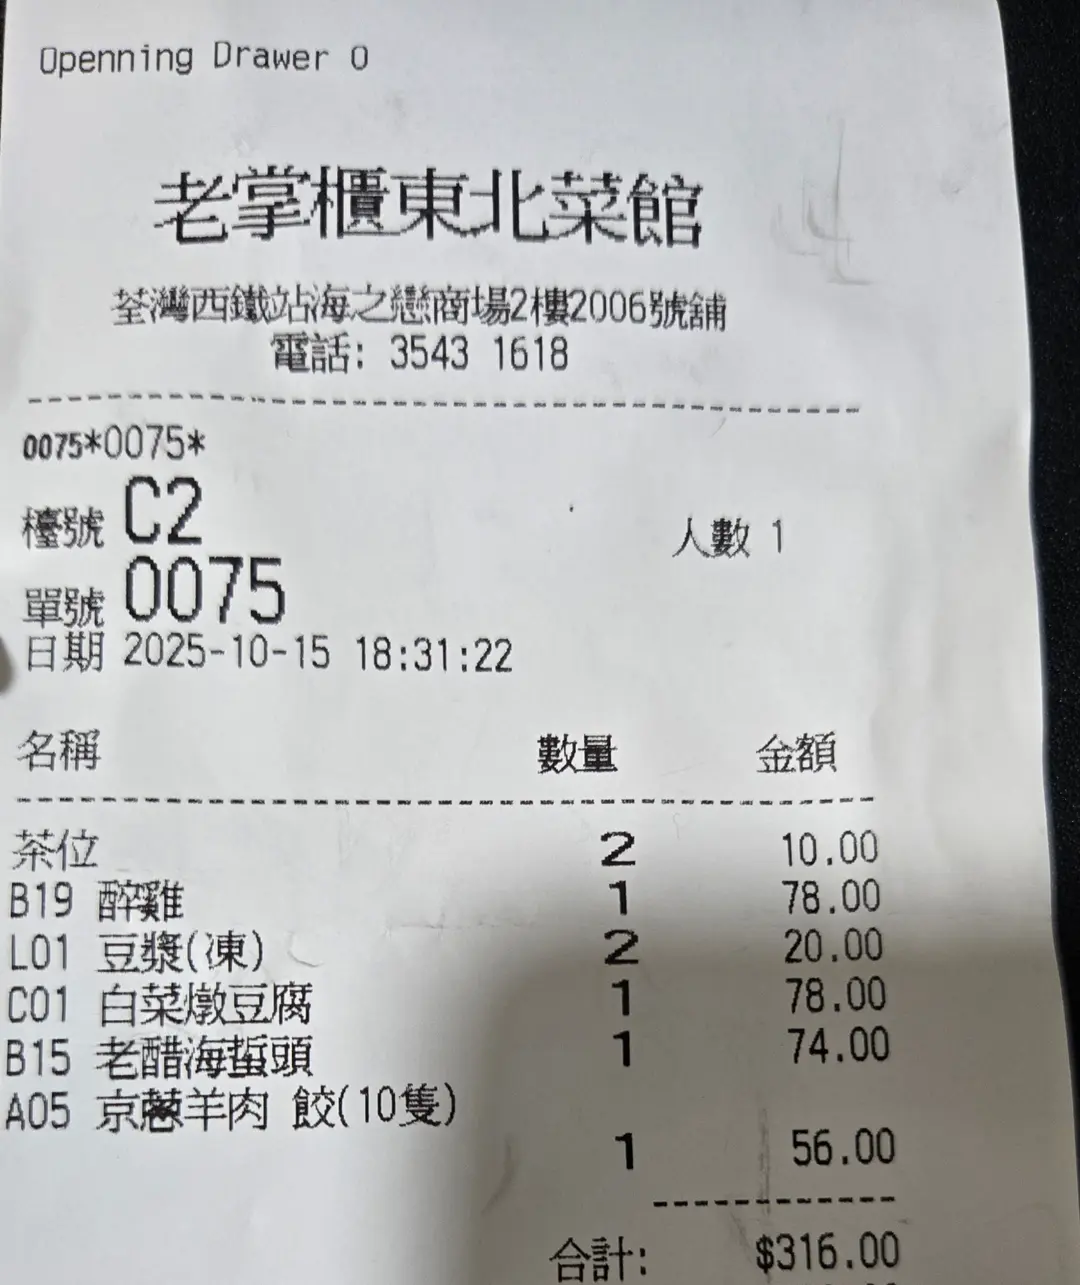 Openning Drawer 0
老掌櫃東北菜館
荃灣西鐵站海之戀商場2樓2006號舖
電話: 3543 1618
0075*0075*
檯號 C2 人數 1
單號 0075
日期 2025-10-15 18:31:22
名稱 數量 金額
茶位 2 10.00
B19 醉雞 1 78.00
L01 豆漿(凍) 2 20.00
C01 白菜燉豆腐 1 78.00
B15 老醋海蜇頭 1 74.00
A05 京蔥羊肉 餃(10隻)
1 56.00
合計: $316.00